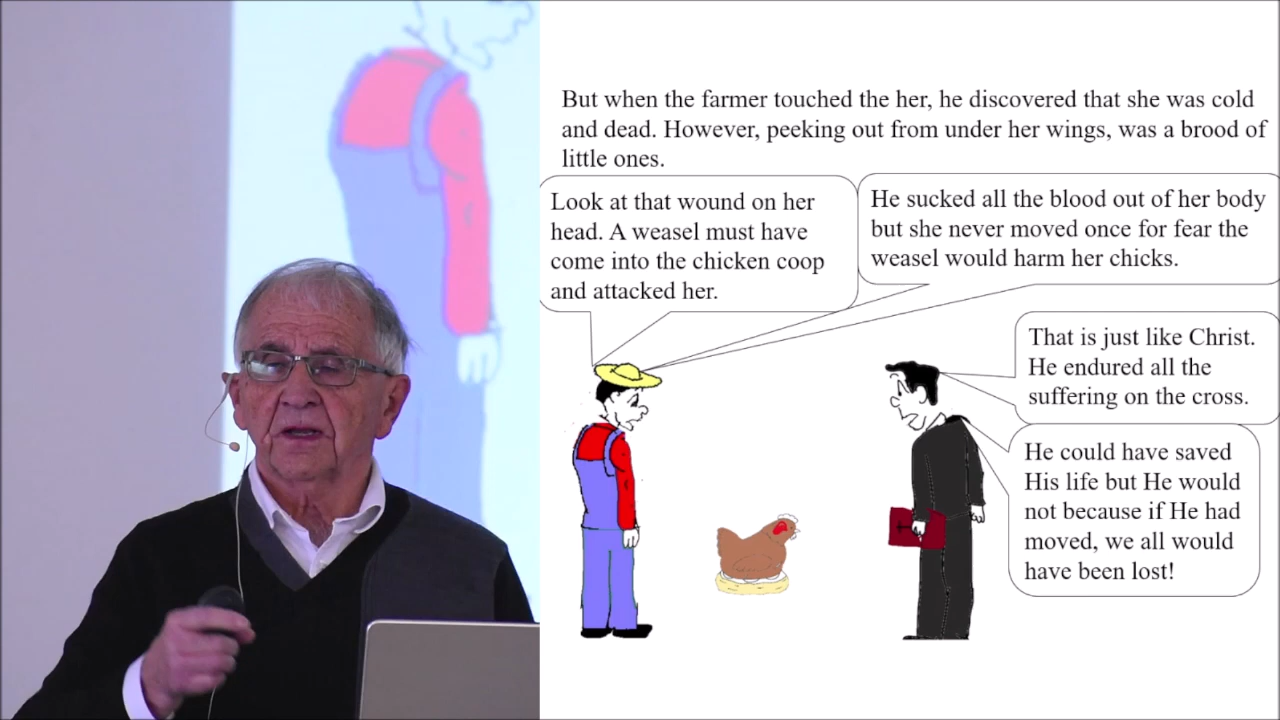 But when the farmer touched the her, he discovered that she was cold
and dead. However, peeking out from under her wings, was a brood of
little ones.
Look at that wound on her
head. A weasel must have
come into the chicken coop
and attacked her.
He sucked all the blood out of her body
but she never moved once for fear the
weasel would harm her chicks.
That is just like Christ.
He endured all the
suffering on the cross.
He could have saved
His life but He would
not because if He had
moved, we all would
have been lost!